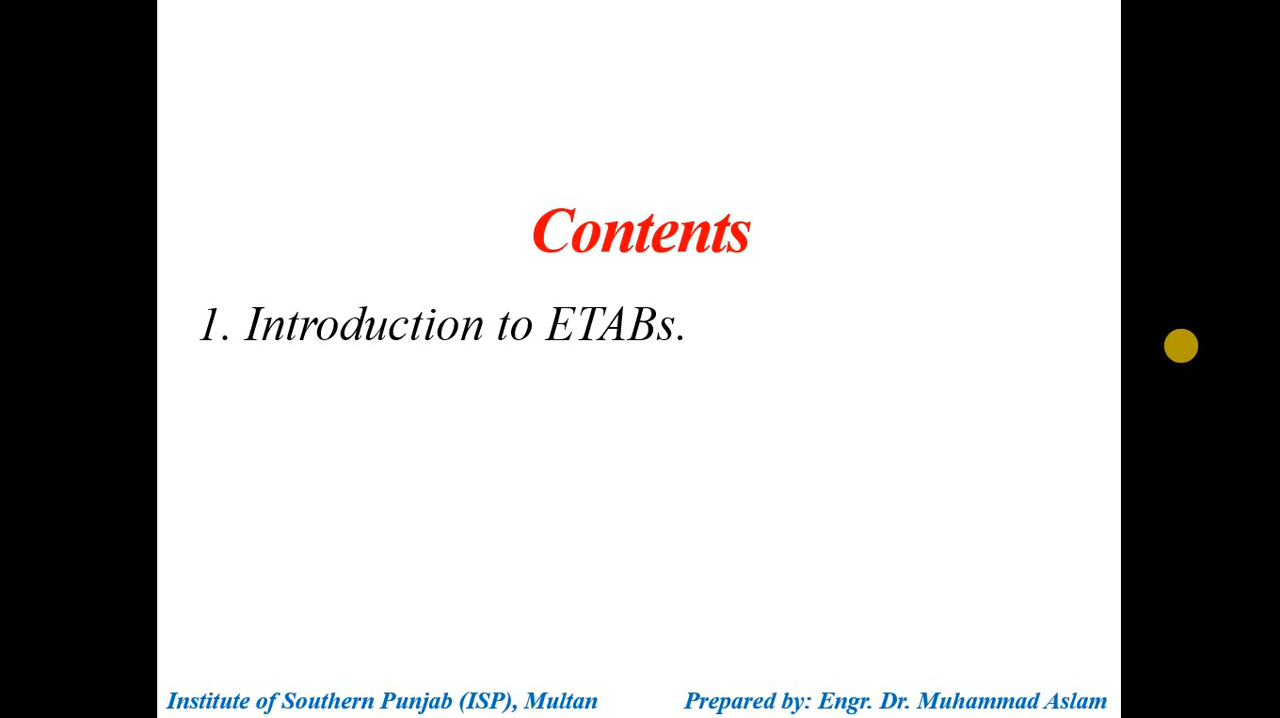 Contents
1. Introduction to ETABs.
Institute of Southern Punjab (ISP), Multan
Prepared by: Engr. Dr. Muhammad Aslam